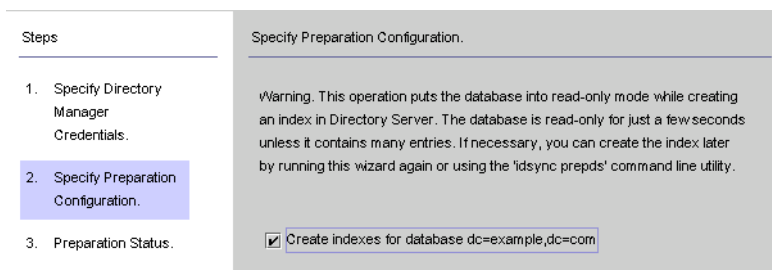 Steps
1. Specify Directory
Manager
Credentials.
2. Specify Preparation
Configuration.
3. Preparation Status.
Specify Preparation Configuration.
Warning. This operation puts the database into read-only mode while creating
an index in Directory Server. The database is read-only for just a few seconds
unless it contains many entries. If necessary, you can create the index later
by running this wizard again or using the 'idsync prepds' command line utility.
Create indexes for database dc=example,dc=com